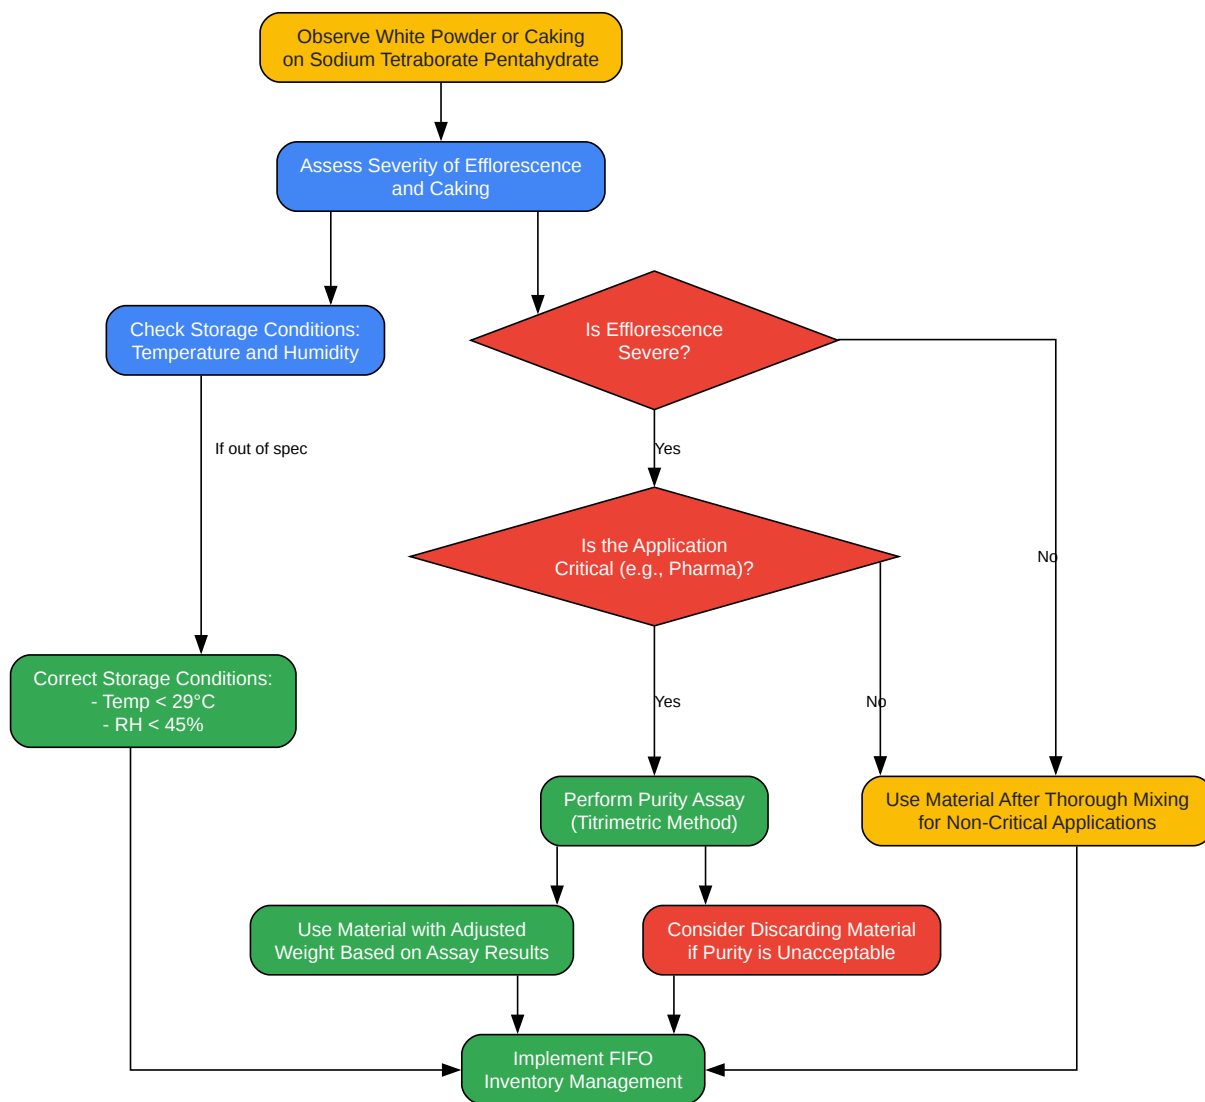 Observe White Powder or Caking
on Sodium Tetraborate Pentahydrate
Assess Severity of Efflorescence
and Caking
Check Storage Conditions:
Temperature and Humidity
Is Efflorescence
Severe?
If out of spec
Yes
Is the Application
Critical (e.g., Pharma)?
No
Correct Storage Conditions:
- Temp < 29°C
- RH < 45%
Yes
No
Perform Purity Assay
(Titrimetric Method)
Use Material After Thorough Mixing
for Non-Critical Applications
Use Material with Adjusted
Weight Based on Assay Results
Consider Discarding Material
if Purity is Unacceptable
Implement FIFO
Inventory Management